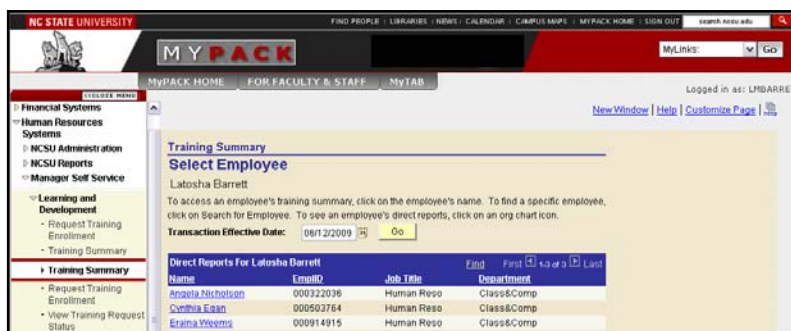 NC STATE UNIVERSITY
FIND PEOPLE | LIBRARIES | NEWS | CALENDAR | CAMPUS MAPS | MYPACK HOME | SIGN OUT
search.ncsu.edu
MYPACK
MyLinks:
Go
MyPACK HOME
FOR FACULTY & STAFF
MyTAB
Logged in as: LMBARRE
CLOSE MENU
New Window | Help | Customize Page |
Financial Systems
Human Resources
Systems
NCSU Administration
NCSU Reports
Manager Self Service
Learning and
Development
- Request Training
Enrollment
- Training Summary
Training Summary
- Request Training
Enrollment
- View Training Request
Status
Training Summary
Select Employee
Latosha Barrett
To access an employee's training summary, click on the employee's name. To find a specific employee,
click on Search for Employee. To see an employee's direct reports, click on an org chart icon.
Transaction Effective Date: 06/12/2009 Go
Direct Reports For Latosha Barrett Find First 1-3 of 3 Last
Name EmplID Job Title Department
Angela Nicholson 000322036 Human Reso Class&Comp
Cynthia Egan 000503764 Human Reso Class&Comp
Eraina Weems 000914915 Human Reso Class&Comp